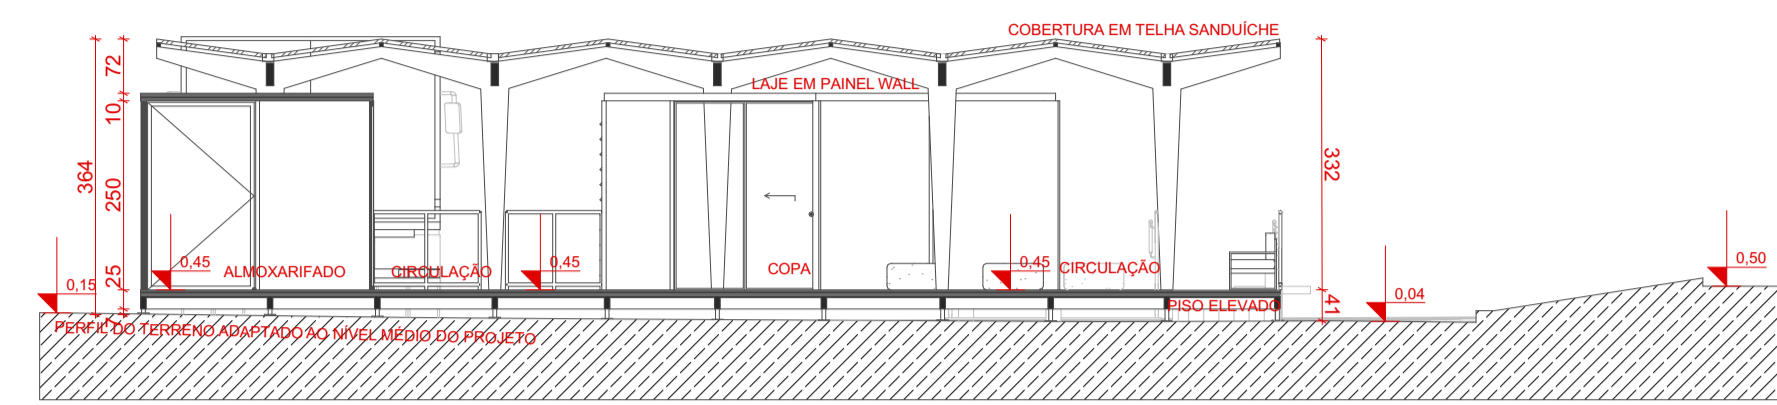 COBERTURA EM TELHA SANDUÍCHE
72
LAJE EM PAINEL WALL
10
364
250
332
25
0,15
0,45
ALMOXARIFADO
CIRCULAÇÃO
0,45
COPA
0,45
CIRCULAÇÃO
0,50
0,04
41
PISO ELEVADO
PERFIL DO TERRENO ADAPTADO AO NÍVEL MÉDIO DO PROJETO